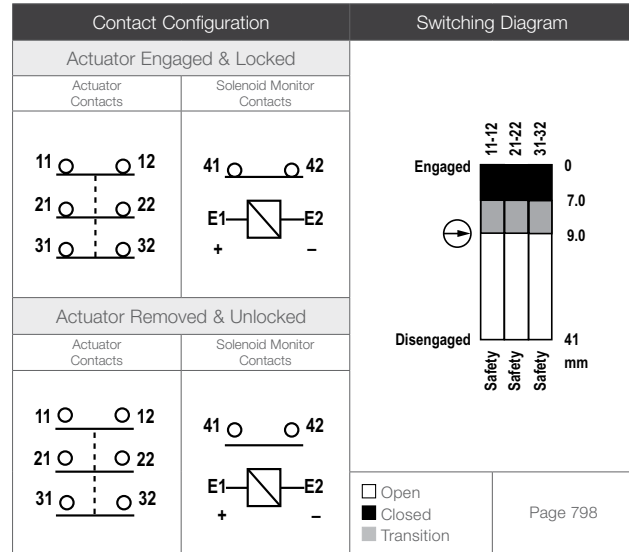 Contact Configuration
Switching Diagram
Actuator Engaged & Locked
Actuator
Contacts
Solenoid Monitor
Contacts
11 12
21 22
31 32
41 42
E1 E2
+ –
Actuator Removed & Unlocked
Actuator
Contacts
Solenoid Monitor
Contacts
11 12
21 22
31 32
41 42
E1 E2
+ –
11-12
21-22
31-32
Engaged
0
7.0
9.0
Disengaged
41
mm
Safety
Safety
Safety
Open
Closed
Transition
Page 798